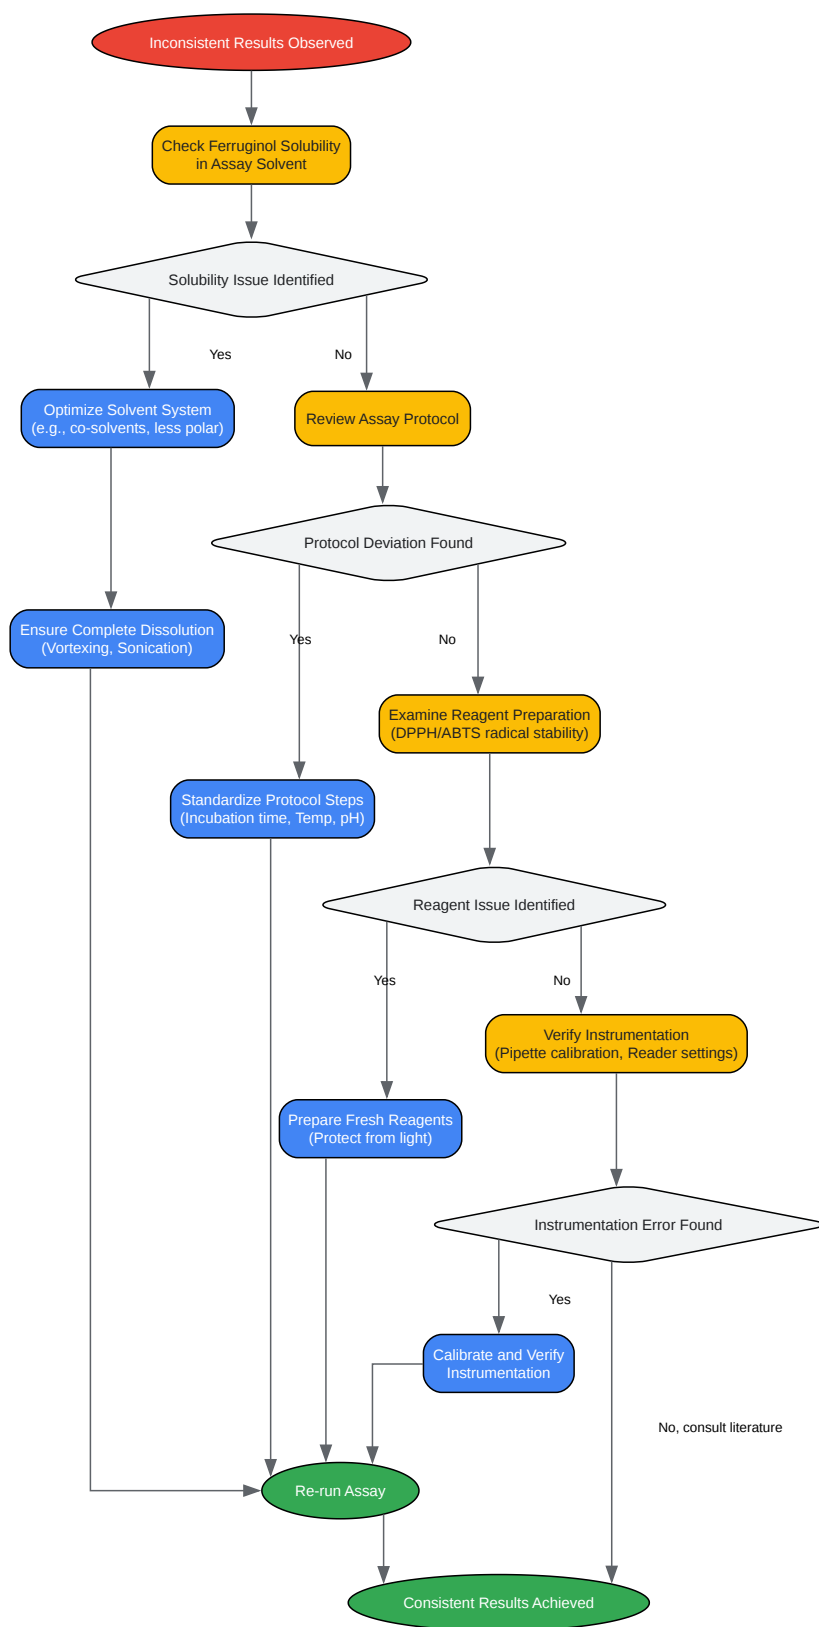 Inconsistent Results Observed
Check Ferruginol Solubility
in Assay Solvent
Solubility Issue Identified
Yes
No
Optimize Solvent System
(e.g., co-solvents, less polar)
Review Assay Protocol
Protocol Deviation Found
Ensure Complete Dissolution
(Vortexing, Sonication)
Yes
No
Examine Reagent Preparation
(DPPH/ABTS radical stability)
Standardize Protocol Steps
(Incubation time, Temp, pH)
Reagent Issue Identified
Yes
No
Verify Instrumentation
(Pipette calibration, Reader settings)
Prepare Fresh Reagents
(Protect from light)
Instrumentation Error Found
Yes
Calibrate and Verify
Instrumentation
No, consult literature
Re-run Assay
Consistent Results Achieved